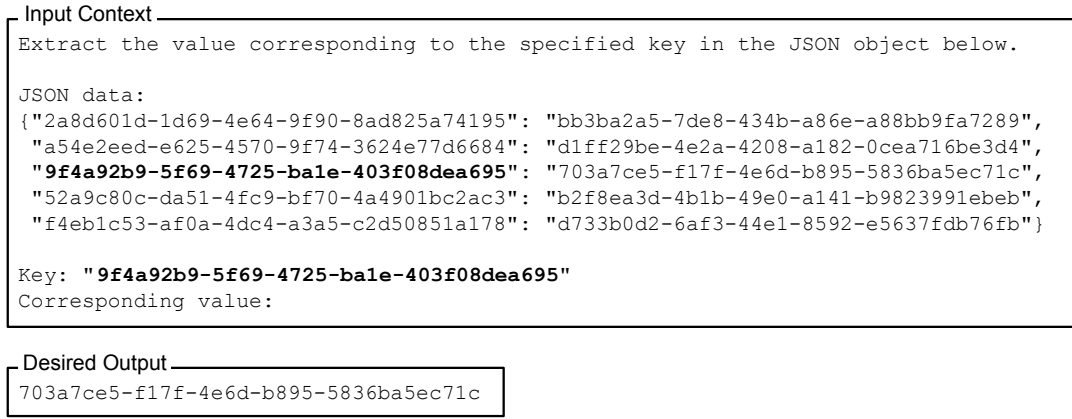 Input Context
Extract the value corresponding to the specified key in the JSON object below.
JSON data:
{"2a8d601d-1d69-4e64-9f90-8ad825a74195": "bb3ba2a5-7de8-434b-a86e-a88bb9fa7289",
"a54e2eed-e625-4570-9f74-3624e77d6684": "d1ff29be-4e2a-4208-a182-0cea716be3d4",
"9f4a92b9-5f69-4725-ba1e-403f08dea695": "703a7ce5-f17f-4e6d-b895-5836ba5ec71c",
"52a9c80c-da51-4fc9-bf70-4a4901bc2ac3": "b2f8ea3d-4b1b-49e0-a141-b9823991ebeb",
"f4eb1c53-af0a-4dc4-a3a5-c2d50851a178": "d733b0d2-6af3-44e1-8592-e5637fdb76fb"}
Key: "9f4a92b9-5f69-4725-ba1e-403f08dea695"
Corresponding value:
Desired Output
703a7ce5-f17f-4e6d-b895-5836ba5ec71c